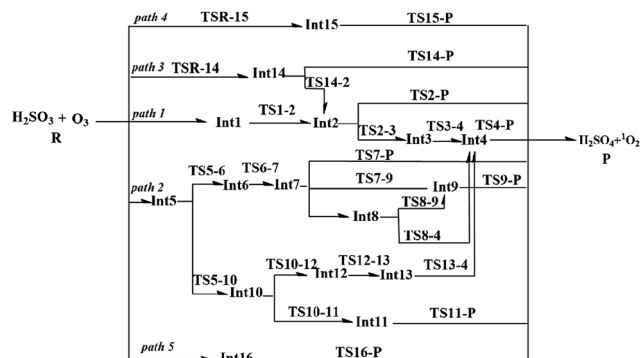 path 4 TSR-15 Int15 TS15-P
path 3 TSR-14 Int14 TS14-P
TS14-2
path 1 Int1 TS1-2 Int2 TS2-P
TS2-3 Int3 TS3-4 Int4 TS4-P
H₂SO₃ + O₃
R
H₂SO₄+¹O₂
P
path 2 Int5 TS5-6 Int6 TS6-7 Int7 TS7-P
TS7-9 Int9 TS9-P
Int8 TS8-9
TS8-4
TS5-10 Int10 TS10-12 Int12 TS12-13 Int13 TS13-4
TS10-11 Int11 TS11-P
path 5 Int16 TS16-P